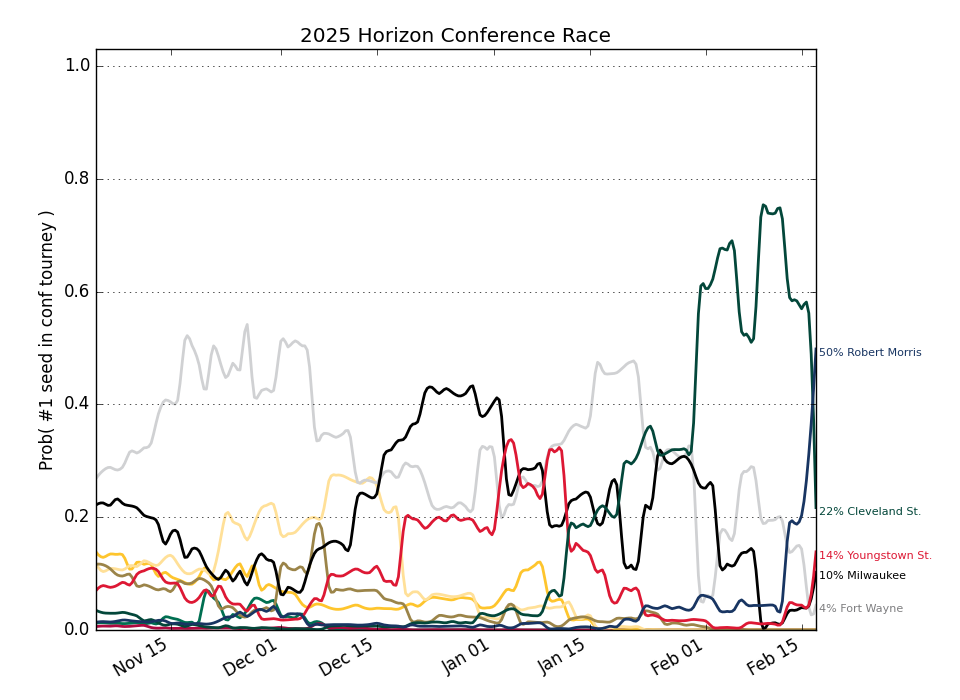 2025 Horizon Conference Race
Prob( #1 seed in conf tourney )
1.0
0.8
0.6
0.4
0.2
0.0
50% Robert Morris
22% Cleveland St.
14% Youngstown St.
10% Milwaukee
4% Fort Wayne
Nov 15
Dec 01
Dec 15
Jan 01
Jan 15
Feb 01
Feb 15